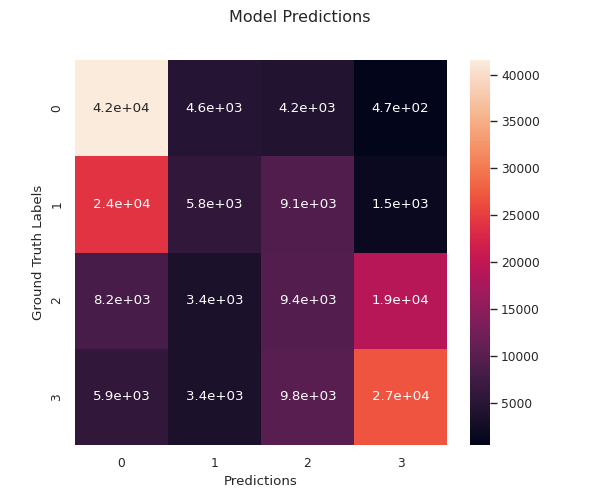 Model Predictions
0 4.2e+04 4.6e+03 4.2e+03 4.7e+02
1 2.4e+04 5.8e+03 9.1e+03 1.5e+03
2 8.2e+03 3.4e+03 9.4e+03 1.9e+04
3 5.9e+03 3.4e+03 9.8e+03 2.7e+04
0 1 2 3
Predictions
Ground Truth Labels
40000
35000
30000
25000
20000
15000
10000
5000